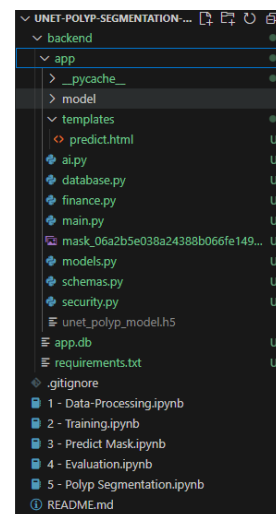 UNET-POLYP-SEGMENTATION-...
backend
app
__pycache__
model
templates
predict.html U
ai.py U
database.py U
finance.py U
main.py U
mask_06a2b5e038a24388b066fe149... U
models.py U
schemas.py U
security.py U
unet_polyp_model.h5
app.db U
requirements.txt U
.gitignore
1 - Data-Processing.ipynb
2 - Training.ipynb
3 - Predict Mask.ipynb
4 - Evaluation.ipynb
5 - Polyp Segmentation.ipynb
README.md